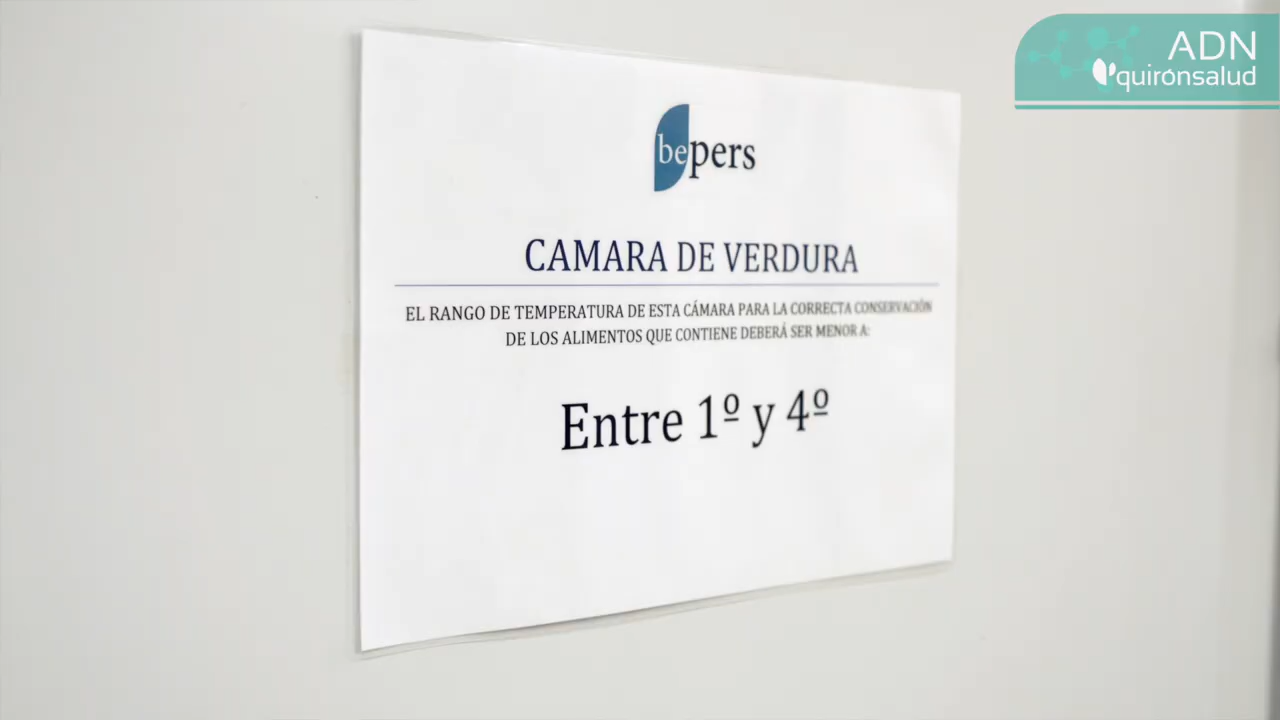 ADN
quirónsalud
bepers
CAMARA DE VERDURA
EL RANGO DE TEMPERATURA DE ESTA CÁMARA PARA LA CORRECTA CONSERVACIÓN
DE LOS ALIMENTOS QUE CONTIENE DEBERÁ SER MENOR A:
Entre 1º y 4º